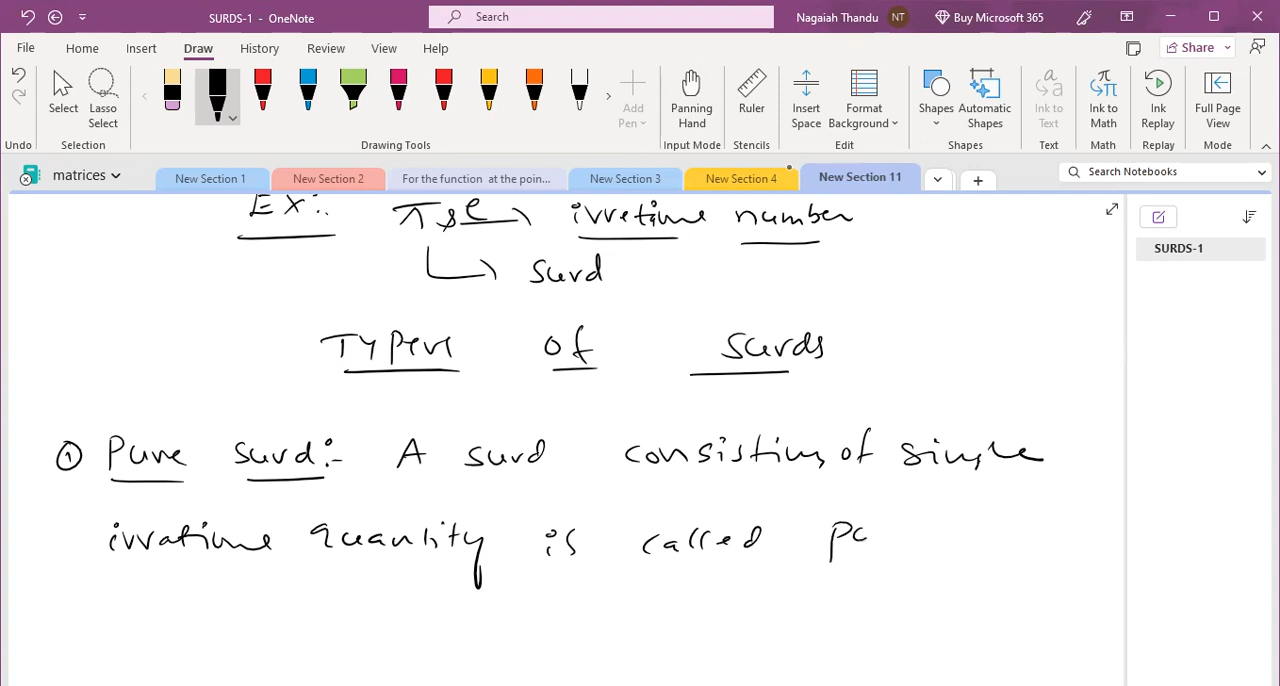 SURDS-1 - OneNote
Search
Nagaiah Thandu NT
Buy Microsoft 365
File Home Insert Draw History Review View Help
Share
Select Lasso Select
Add Pen
Panning Hand
Ruler
Insert Space
Format Background
Shapes
Automatic Shapes
Ink to Text
Ink to Math
Ink Replay
Full Page View
Undo Selection Drawing Tools Input Mode Stencils Edit Shapes Text Math Replay Mode
matrices New Section 1 New Section 2 For the function at the poin... New Section 3 New Section 4 New Section 11
Search Notebooks
SURDS-1
EX:- π & e → number
surd
of surds
① Pure surd:- A surd consisting of single
quantity is called